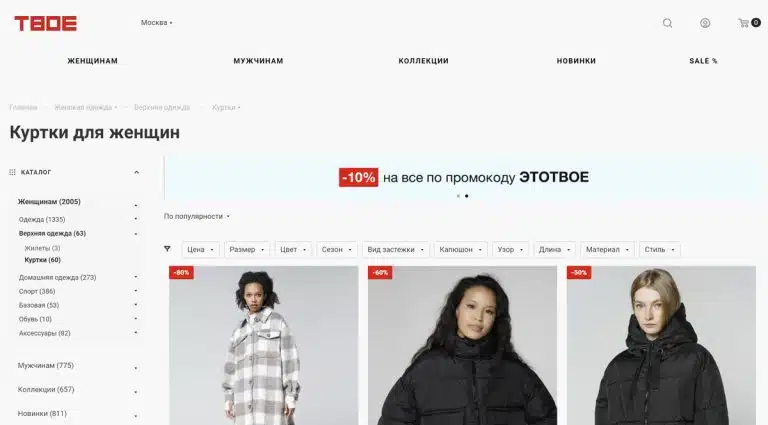 ТВОЕ
Москва
0
ЖЕНЩИНАМ
МУЖЧИНАМ
КОЛЛЕКЦИИ
НОВИНКИ
SALE %
Главная — Женская одежда — Верхняя одежда — Куртки
Куртки для женщин
КАТАЛОГ
Женщинам (2005)
Одежда (1335)
Верхняя одежда (63)
Жилеты (3)
Куртки (60)
Домашняя одежда (273)
Спорт (386)
Базовая (53)
Обувь (10)
Аксессуары (82)
Мужчинам (775)
Коллекции (657)
Новинки (811)
-10% на все по промокоду ЭТОТВОЕ
По популярности
Цена
Размер
Цвет
Сезон
Вид застежки
Капюшон
Узор
Длина
Материал
Стиль
-80%
-60%
-50%